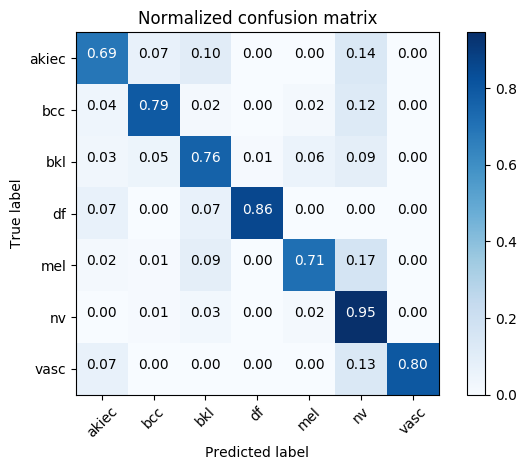 Normalized confusion matrix
akiec 0.69 0.07 0.10 0.00 0.00 0.14 0.00
bcc 0.04 0.79 0.02 0.00 0.02 0.12 0.00
bkl 0.03 0.05 0.76 0.01 0.06 0.09 0.00
df 0.07 0.00 0.07 0.86 0.00 0.00 0.00
mel 0.02 0.01 0.09 0.00 0.71 0.17 0.00
nv 0.00 0.01 0.03 0.00 0.02 0.95 0.00
vasc 0.07 0.00 0.00 0.00 0.00 0.13 0.80
akiec bcc bkl df mel nv vasc
Predicted label
True label
0.8
0.6
0.4
0.2
0.0